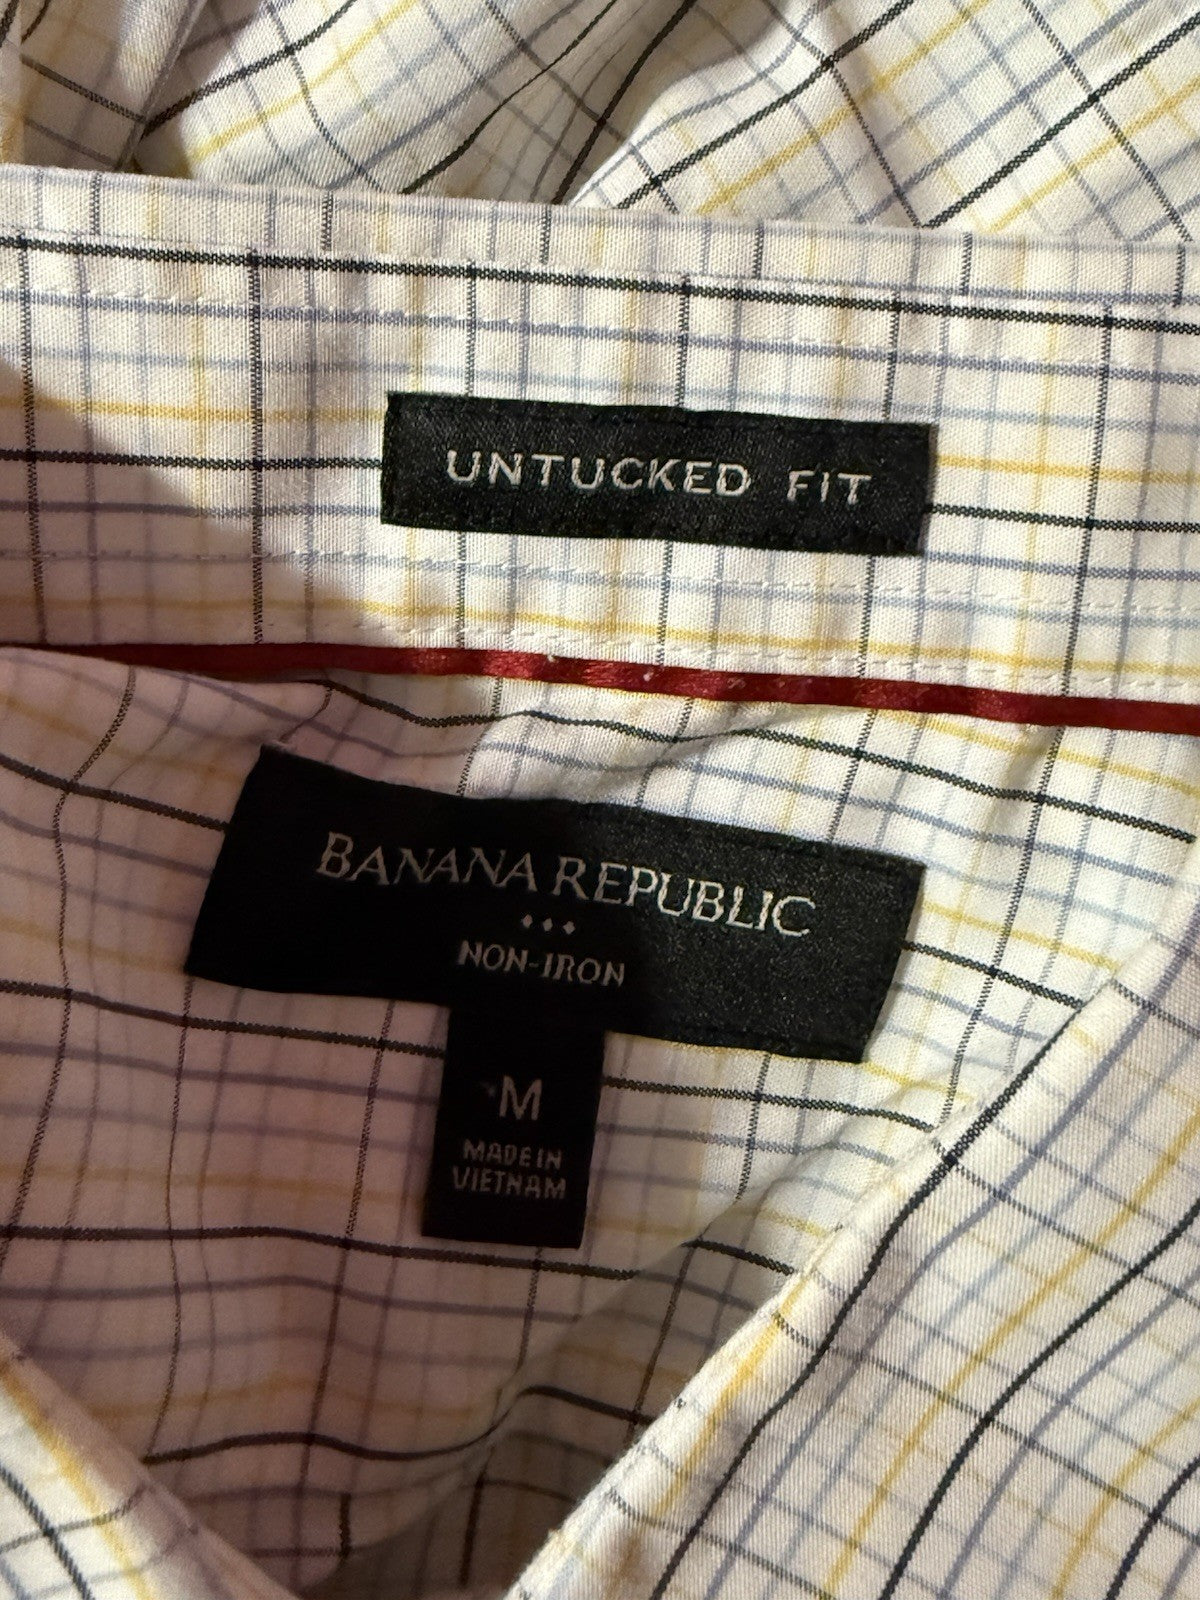 UNTUCKED FIT
BANANA REPUBLIC
NON-IRON
M
MADE IN
VIETNAM